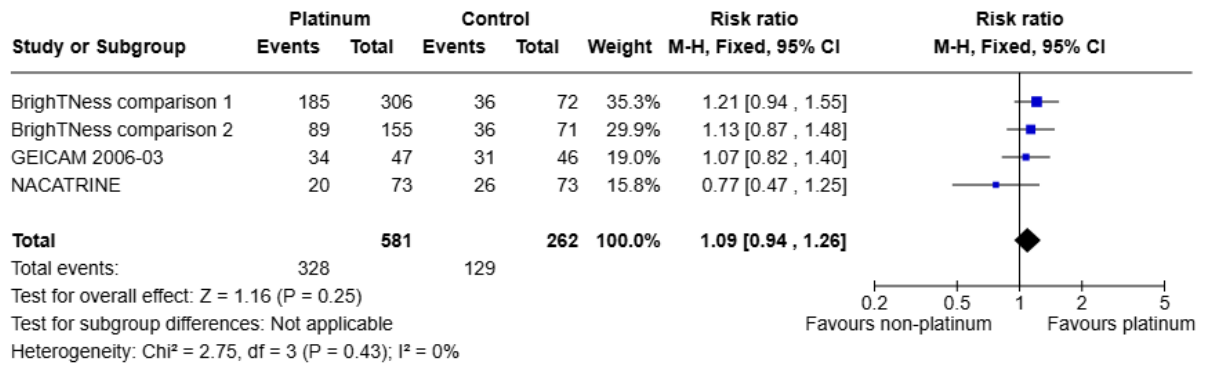 Platinum Control Risk ratio Risk ratio
Study or Subgroup Events Total Events Total Weight M-H, Fixed, 95% CI M-H, Fixed, 95% CI
BrighTNess comparison 1 185 306 36 72 35.3% 1.21 [0.94 , 1.55]
BrighTNess comparison 2 89 155 36 71 29.9% 1.13 [0.87 , 1.48]
GEICAM 2006-03 34 47 31 46 19.0% 1.07 [0.82 , 1.40]
NACATRINE 20 73 26 73 15.8% 0.77 [0.47 , 1.25]
Total 581 262 100.0% 1.09 [0.94 , 1.26]
Total events: 328 129
Test for overall effect: Z = 1.16 (P = 0.25)
0.2 0.5 1 2 5
Test for subgroup differences: Not applicable Favours non-platinum Favours platinum
Heterogeneity: Chi² = 2.75, df = 3 (P = 0.43); I² = 0%